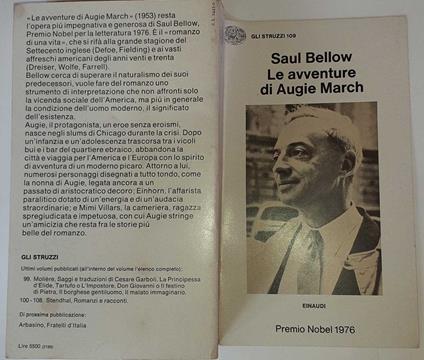 «Le avventure di Augie March» (1953) resta
l'opera più impegnativa e generosa di Saul Bellow,
Premio Nobel per la letteratura 1976. È il «romanzo
di una vita», che si rifà alla grande stagione del
Settecento inglese (Defoe, Fielding) e ai vasti
affreschi americani degli anni venti e trenta
(Dreiser, Wolfe, Farrell).
Bellow cerca di superare il naturalismo dei suoi
predecessori, vuole fare del romanzo uno
strumento di interpretazione che non affronti solo
la vicenda sociale dell'America, ma più in generale
la condizione dell'uomo moderno, il significato
dell'esistenza.
Augie, il protagonista, un eroe senza eroismi,
nasce negli slums di Chicago durante la crisi. Dopo
un'infanzia e un'adolescenza trascorsa tra i vicoli
bui e i bar del quartiere ebraico, abbandona la
città e viaggia per l'America e l'Europa con lo spirito
di avventura di un moderno picaro. Attorno a lui,
numerosi personaggi disegnati a tutto tondo, come
la nonna di Augie, legata ancora a un
passato di aristocratico decoro; Einhorn, l'affarista
paralitico dotato di un'energia e di un'audacia
straordinarie; e Mimi Villars, la cameriera, ragazza
spregiudicata e impetuosa, con cui Augie stringe
un'amicizia che resta fra le storie più
belle del romanzo.
GLI STRUZZI
Ultimi volumi pubblicati (all'interno del volume l'elenco completo):
99. Molière, Saggi e traduzioni di Cesare Garboli. La Principessa
d'Elide, Tartufo o L'Impostore, Don Giovanni o Il festino
di Pietra, Il borghese gentiluomo, Il malato immaginario.
100 - 108. Stendhal, Romanzi e racconti.
Di prossima pubblicazione:
Arbasino, Fratelli d'Italia
Lire 5500
GLI STRUZZI 109
Saul Bellow
Le avventure
di Augie March
EINAUDI
Premio Nobel 1976